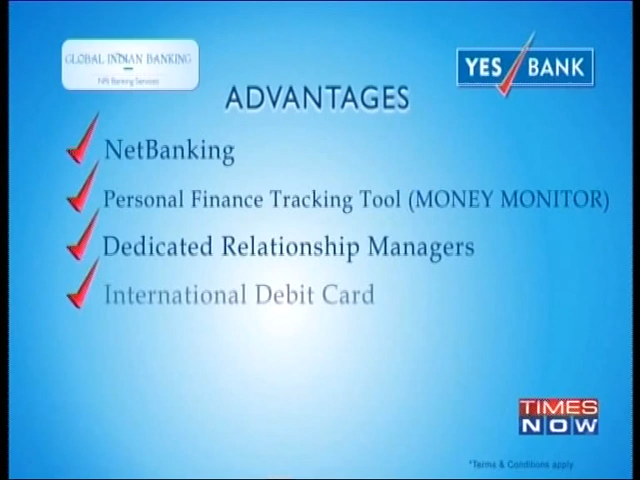 GLOBAL INDIAN BANKING
NRI Banking Services
YES BANK
ADVANTAGES
NetBanking
Personal Finance Tracking Tool (MONEY MONITOR)
Dedicated Relationship Managers
International Debit Card
TIMES
NOW
*Terms & Conditions apply